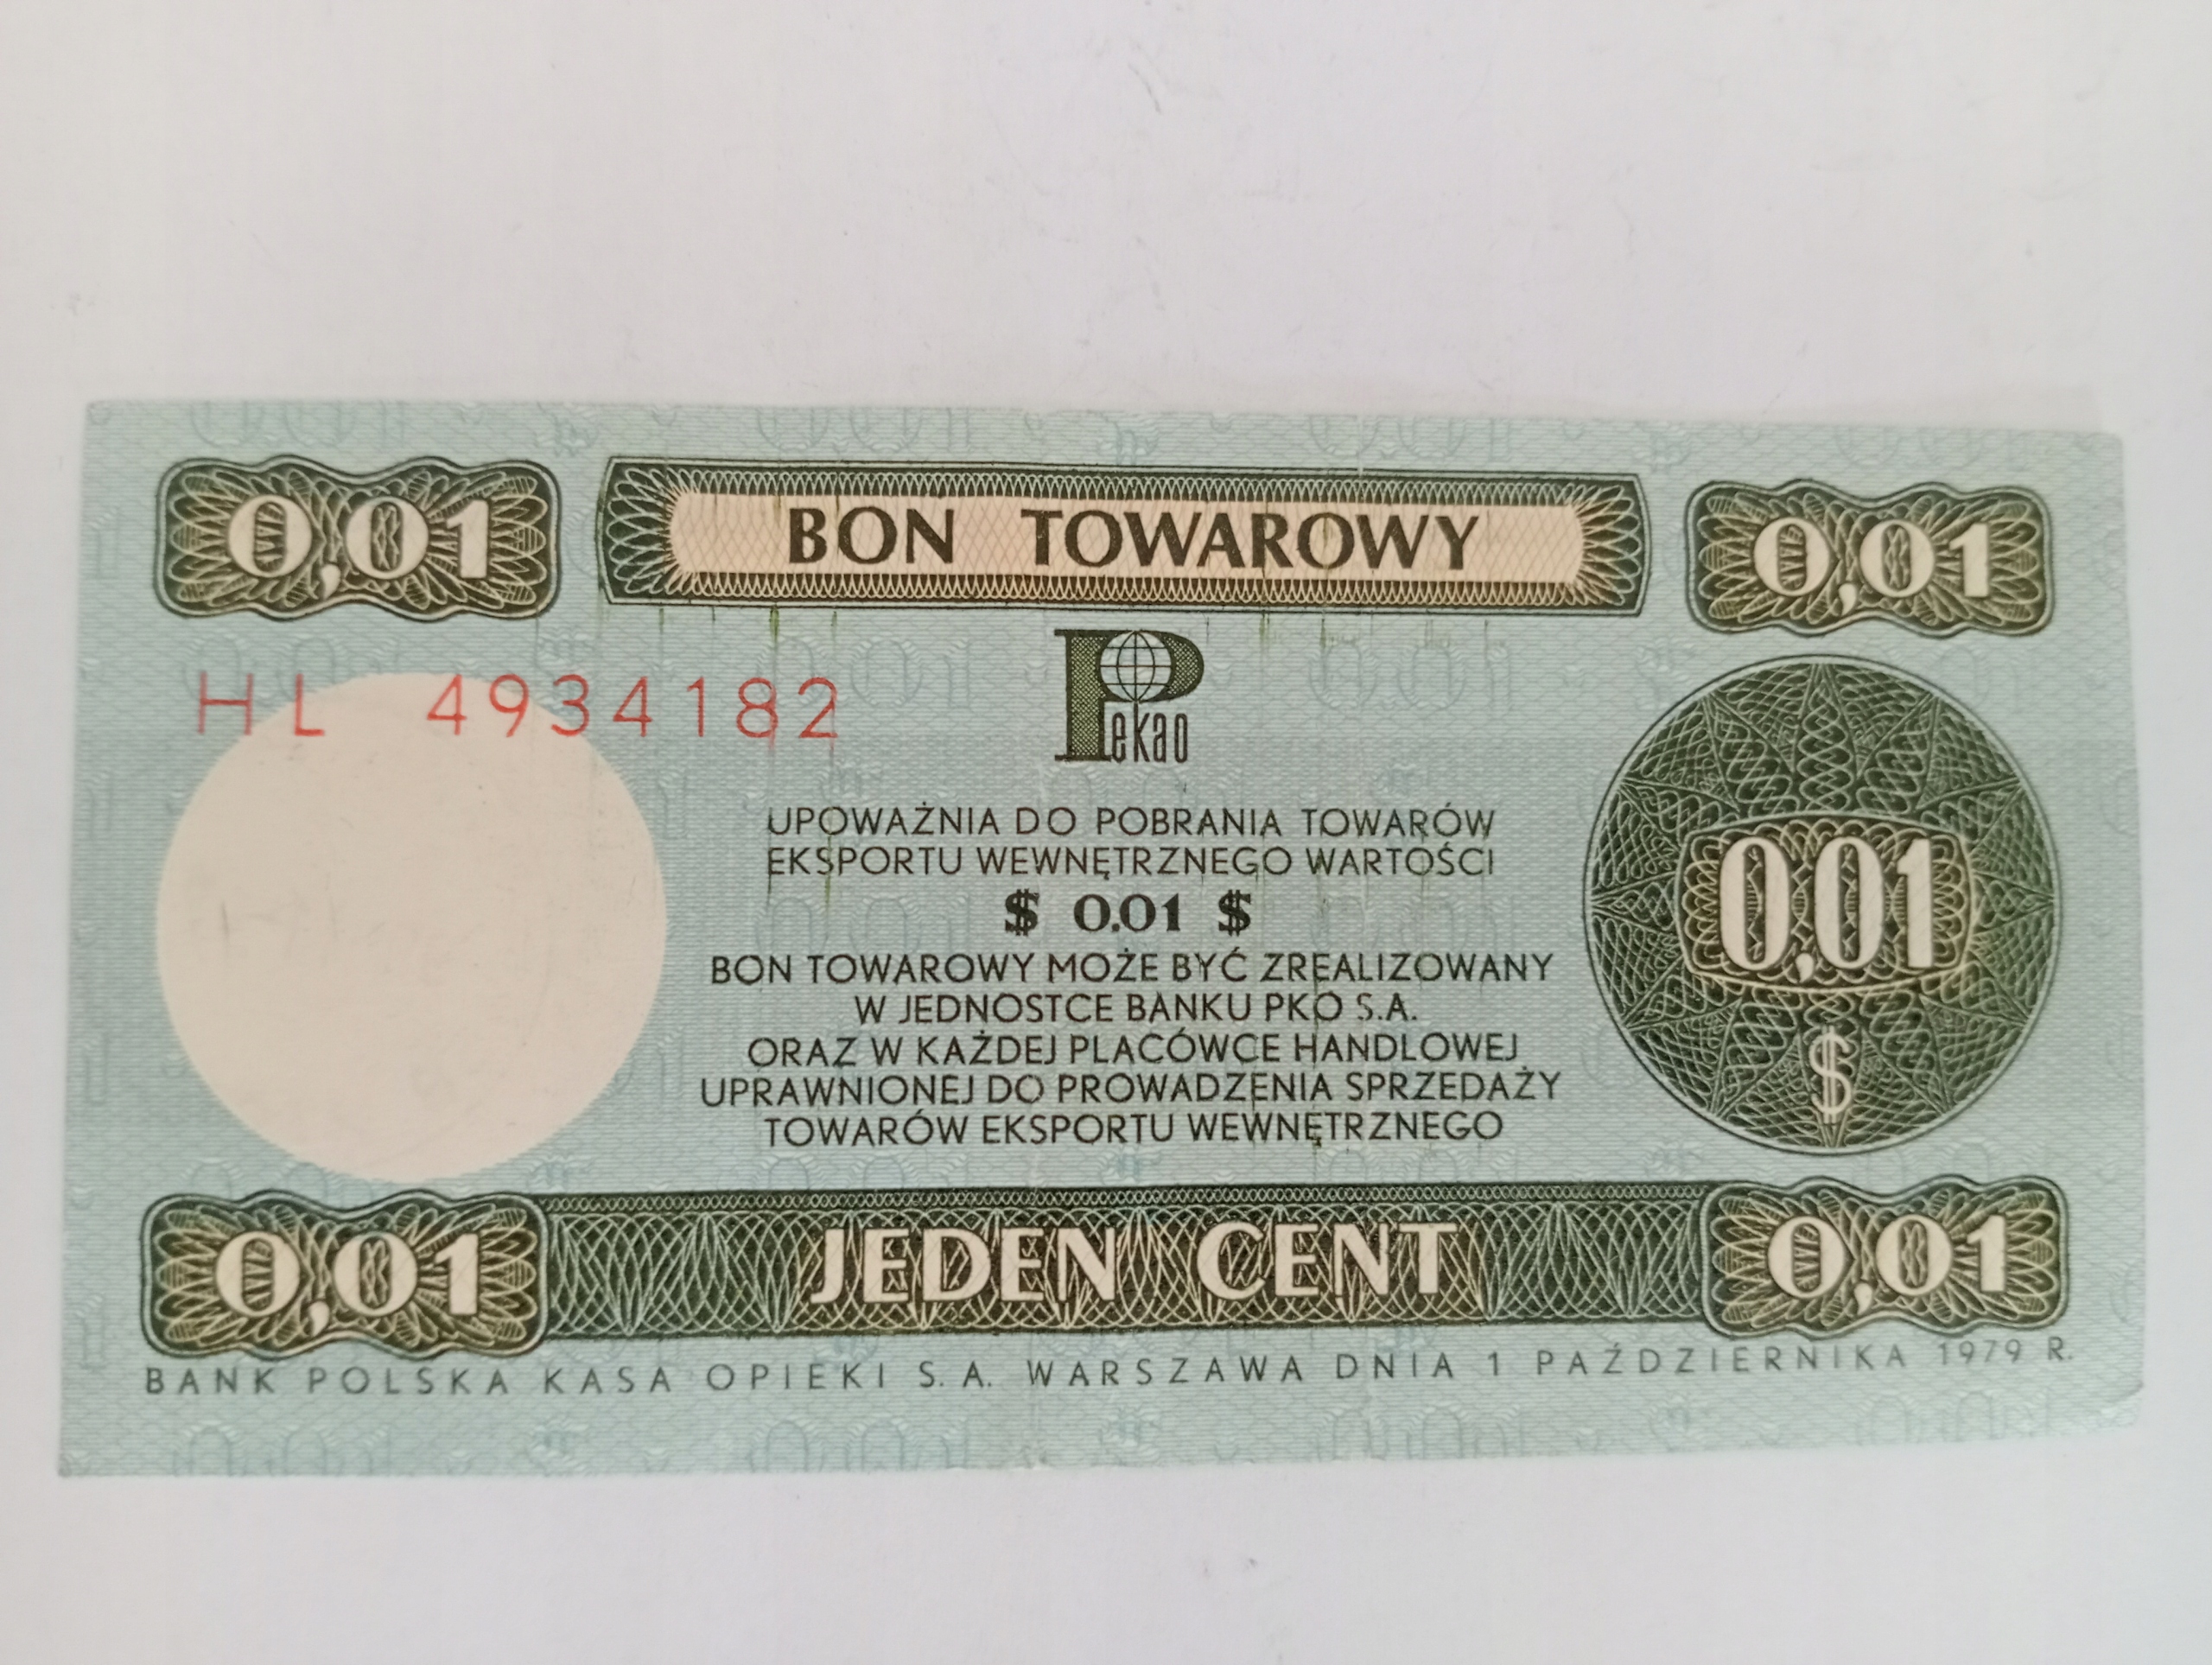 0,01 BON TOWAROWY 0,01
HL 4934182
Pekao
UPOWAŻNIA DO POBRANIA TOWARÓW
EKSPORTU WEWNĘTRZNEGO WARTOŚCI
$ 0.01 $
0,01
$
BON TOWAROWY MOŻE BYĆ ZREALIZOWANY
W JEDNOSTCE BANKU PKO S.A.
ORAZ W KAŻDEJ PLACÓWCE HANDLOWEJ
UPRAWNIONEJ DO PROWADZENIA SPRZEDAŻY
TOWARÓW EKSPORTU WEWNĘTRZNEGO
0,01 JEDEN CENT 0,01
BANK POLSKA KASA OPIEKI S.A. WARSZAWA DNIA 1 PAŹDZIERNIKA 1979 R.